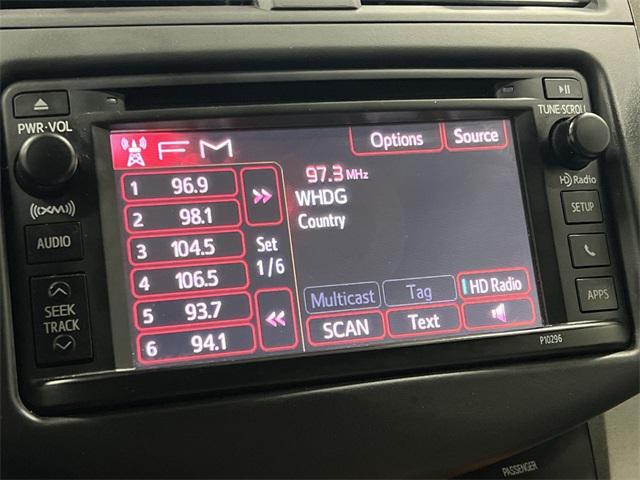 PWR·VOL
((XM))
AUDIO
SEEK
TRACK
FM
Options
Source
1 96.9
2 98.1
3 104.5
4 106.5
5 93.7
6 94.1
>>
Set
1/6
<<
97.3 MHz
WHDG
Country
Multicast
Tag
HD Radio
SCAN
Text
TUNE·SCROLL
HD Radio
SETUP
APPS
P10296
PASSENGER